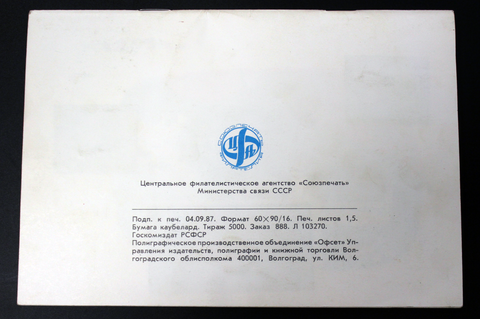 Центральное филателистическое агентство «Союзпечать»
Министерства связи СССР
Подп. к печ. 04.09.87. Формат 60×90/16. Печ. листов 1,5.
Бумага каубелард. Тираж 5000. Заказ 888. Л 103270.
Госкомиздат РСФСР
Полиграфическое производственное объединение «Офсет» Уп-
равления издательств, полиграфии и книжной торговли Вол-
гоградского облисполкома 400001, Волгоград, ул. КИМ, 6.